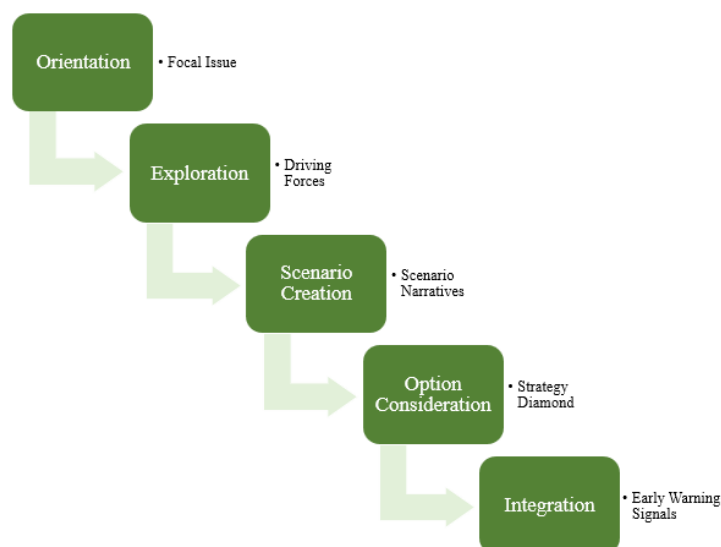 Orientation
• Focal Issue
Exploration
• Driving
Forces
Scenario
Creation
• Scenario
Narratives
Option
Consideration
• Strategy
Diamond
Integration
• Early Warning
Signals